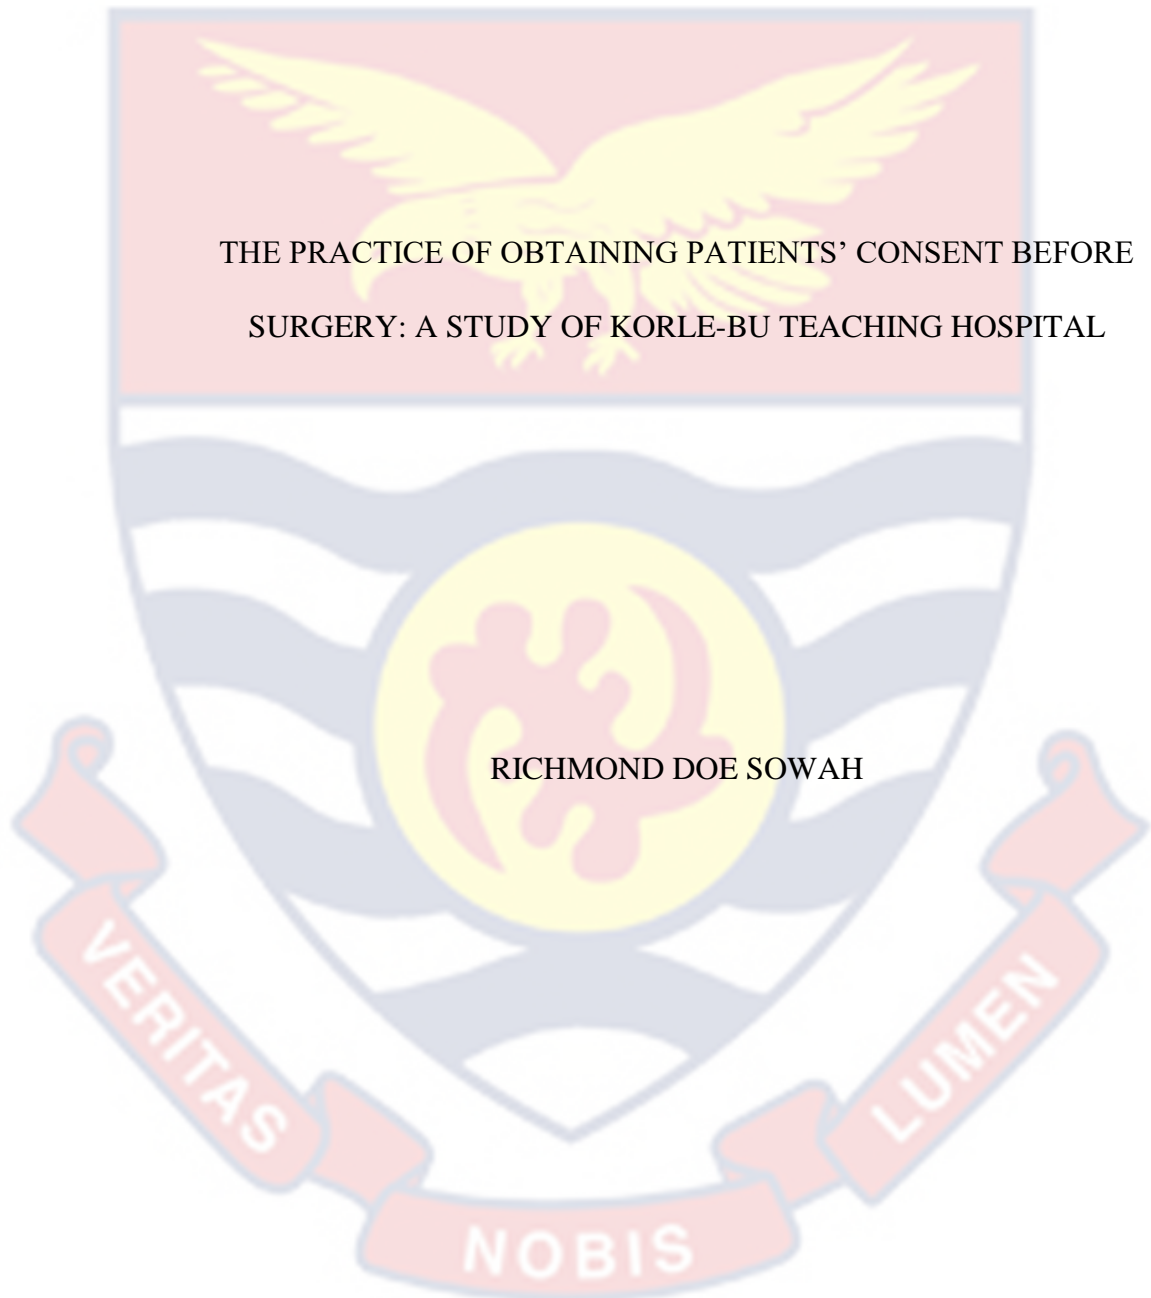 THE PRACTICE OF OBTAINING PATIENTS’ CONSENT BEFORE
SURGERY: A STUDY OF KORLE-BU TEACHING HOSPITAL
RICHMOND DOE SOWAH
VERITAS
NOBIS
LUMEN